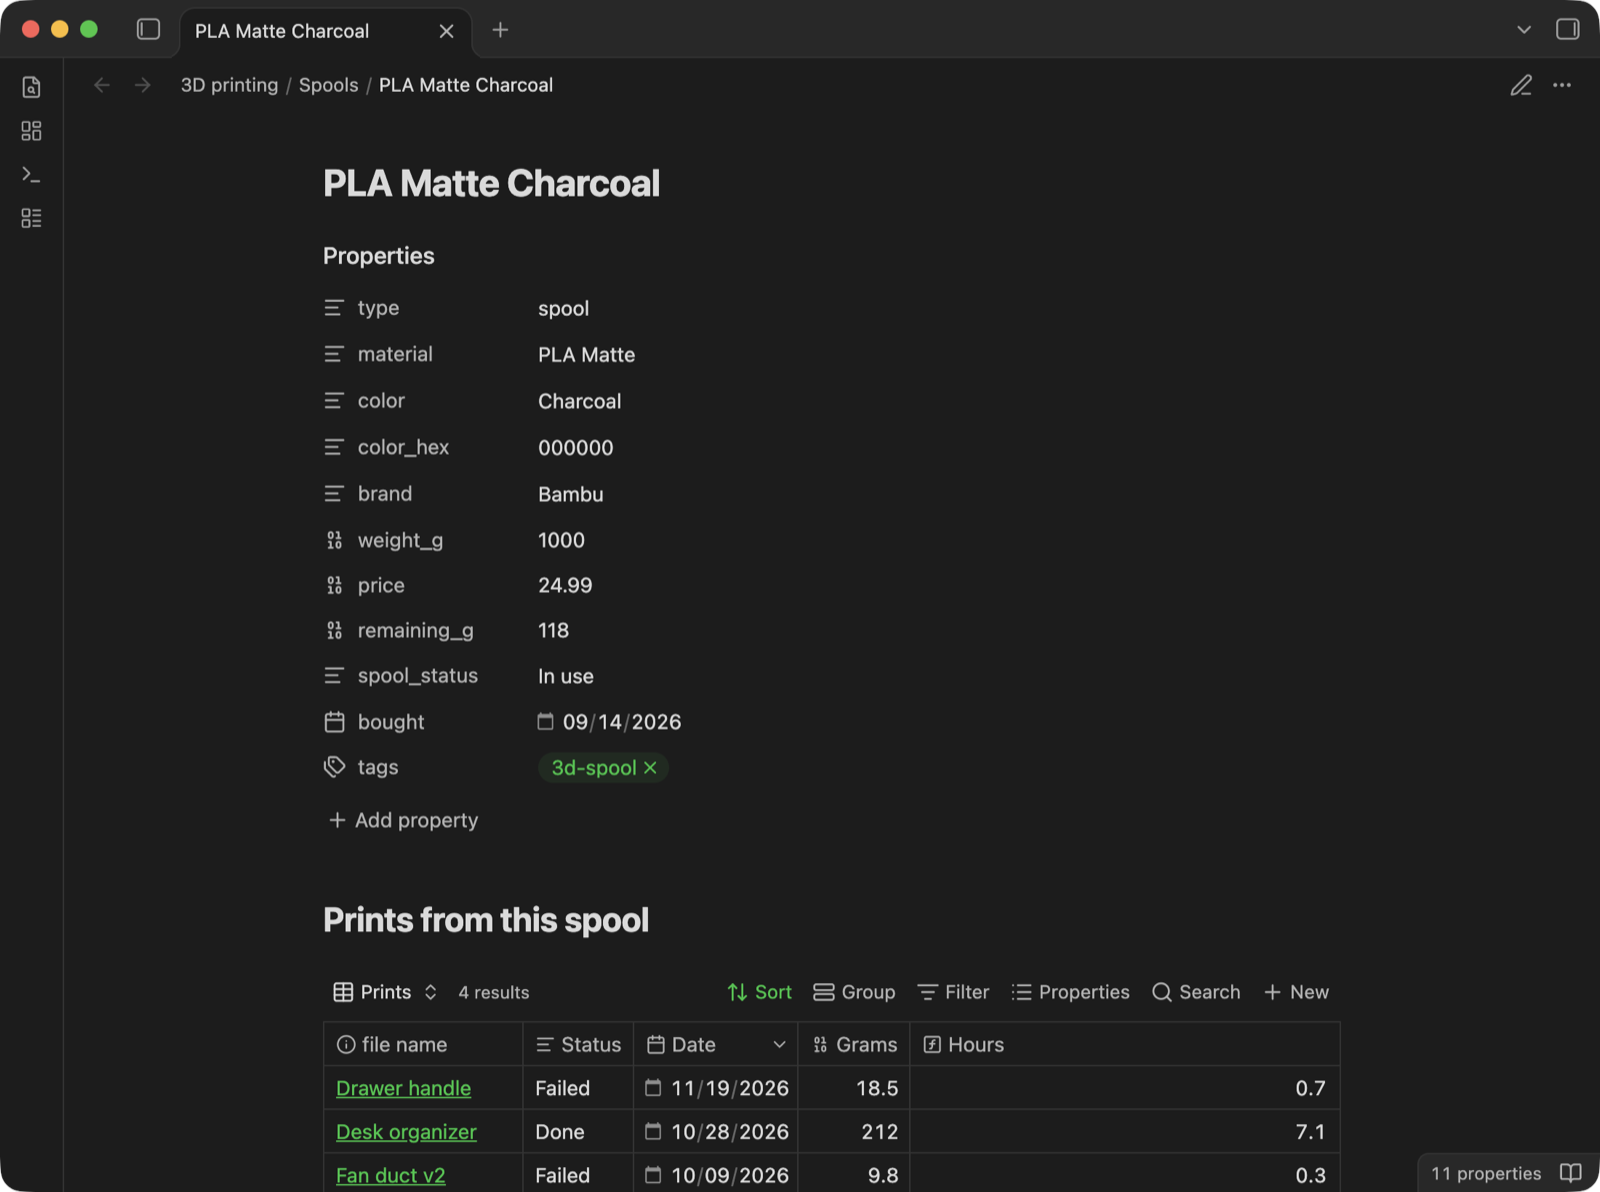 PLA Matte Charcoal
3D printing / Spools / PLA Matte Charcoal
PLA Matte Charcoal
Properties
type spool
material PLA Matte
color Charcoal
color_hex 000000
brand Bambu
weight_g 1000
price 24.99
remaining_g 118
spool_status In use
bought 09/14/2026
tags 3d-spool
Add property
Prints from this spool
Prints 4 results Sort Group Filter Properties Search New
file name Status Date Grams Hours
Drawer handle Failed 11/19/2026 18.5 0.7
Desk organizer Done 10/28/2026 212 7.1
Fan duct v2 Failed 10/09/2026 9.8 0.3
11 properties